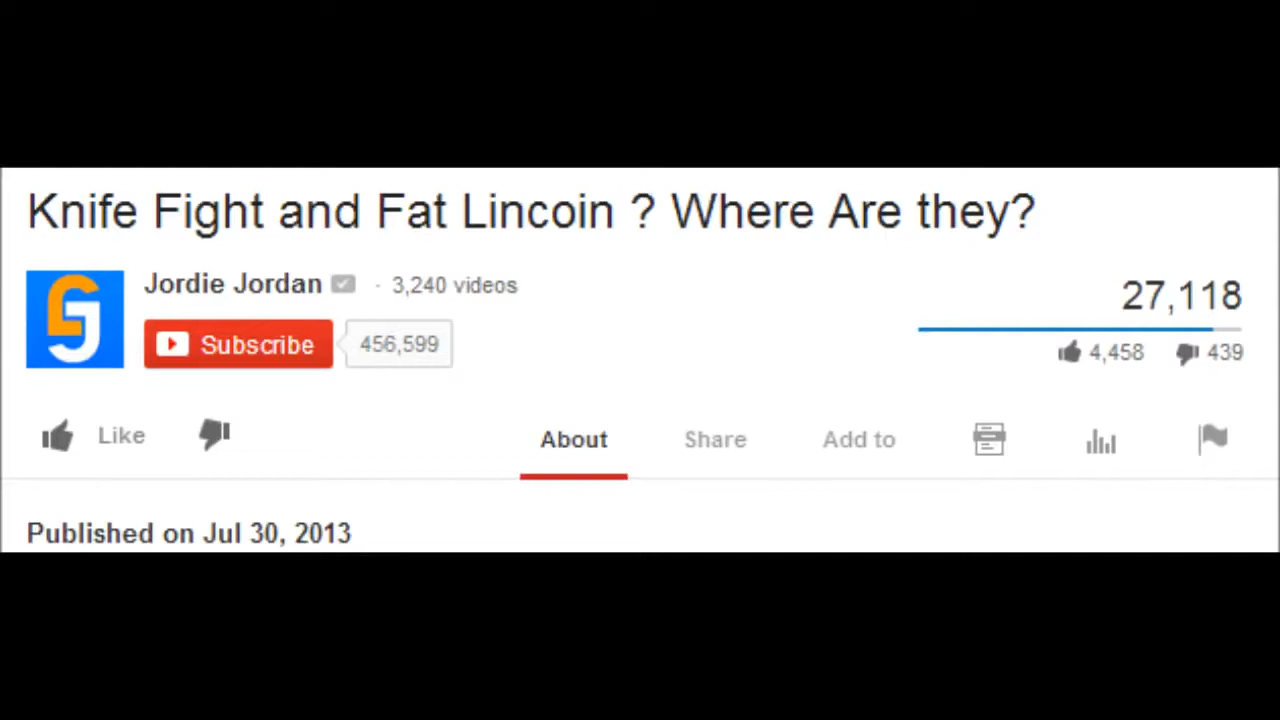 Knife Fight and Fat Lincoin ? Where Are they?
Jordie Jordan · 3,240 videos
Subscribe 456,599
27,118
4,458 439
Like
About Share Add to
Published on Jul 30, 2013